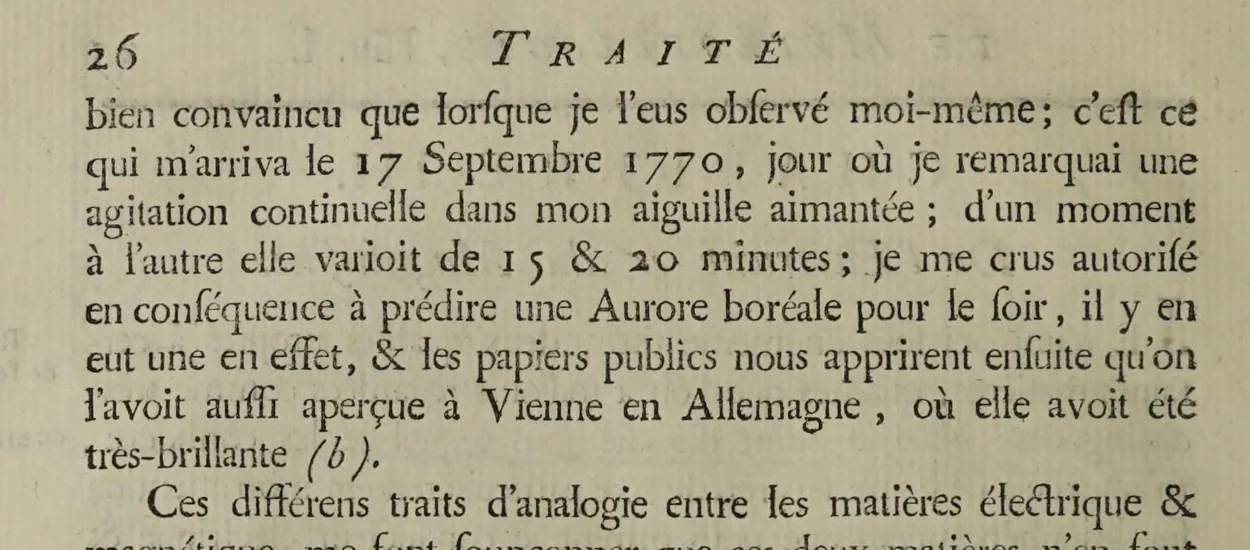 26 TRAITÉ
bien convaincu que lorſque je l'eus obſervé moi-même; c'eſt ce
qui m'arriva le 17 Septembre 1770, jour où je remarquai une
agitation continuelle dans mon aiguille aimantée; d'un moment
à l'autre elle varioit de 15 & 20 minutes; je me crus autoriſé
en conſéquence à prédire une Aurore boréale pour le ſoir, il y en
eut une en effet, & les papiers publics nous apprirent enſuite qu'on
l'avoit auſſi aperçue à Vienne en Allemagne, où elle avoit été
très-brillante (b).
Ces différens traits d'analogie entre les matières électrique &